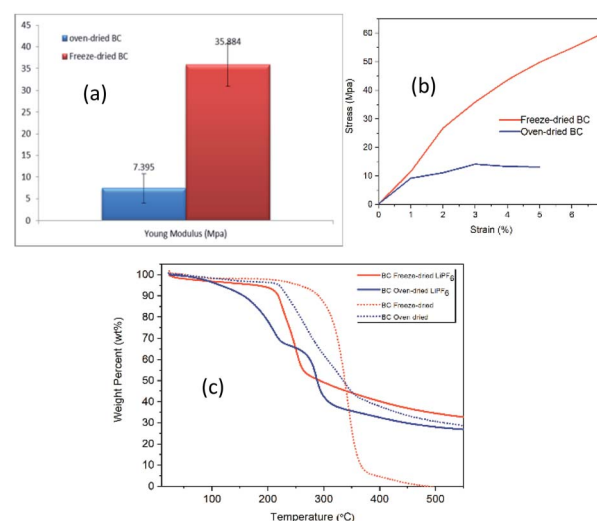 45
40
35
30
25
20
15
10
5
0
oven-dried BC
Freeze-dried BC
(a)
35.884
7.395
Young Modulus (Mpa)
60
50
40
30
20
10
0
Stress (Mpa)
(b)
Freeze-dried BC
Oven-dried BC
0 1 2 3 4 5 6
Strain (%)
100
90
80
70
60
50
40
30
20
10
0
Weight Percent (wt%)
BC Freeze-dried LiPF6
BC Oven-dried LiPF6
BC Freeze-dried
BC Oven dried
(c)
100 200 300 400 500
Temperature (°C)